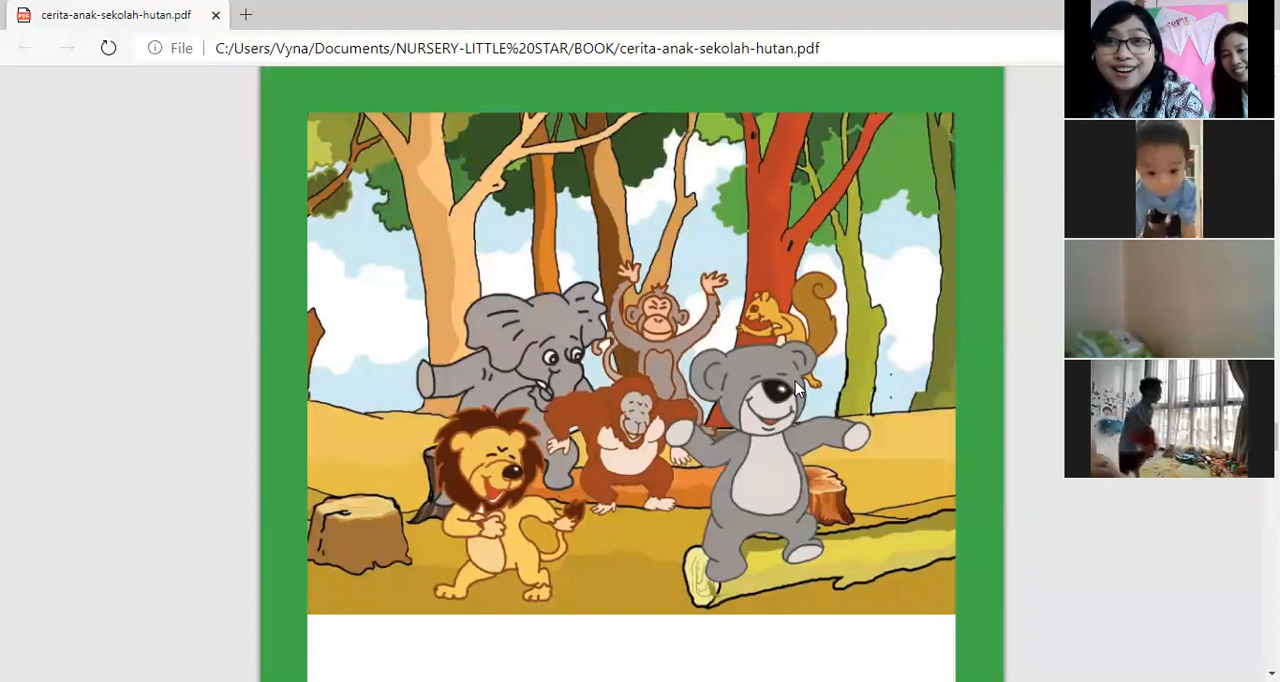 cerita-anak-sekolah-hutan.pdf
File
C:/Users/Vyna/Documents/NURSERY-LITTLE%20STAR/BOOK/cerita-anak-sekolah-hutan.pdf